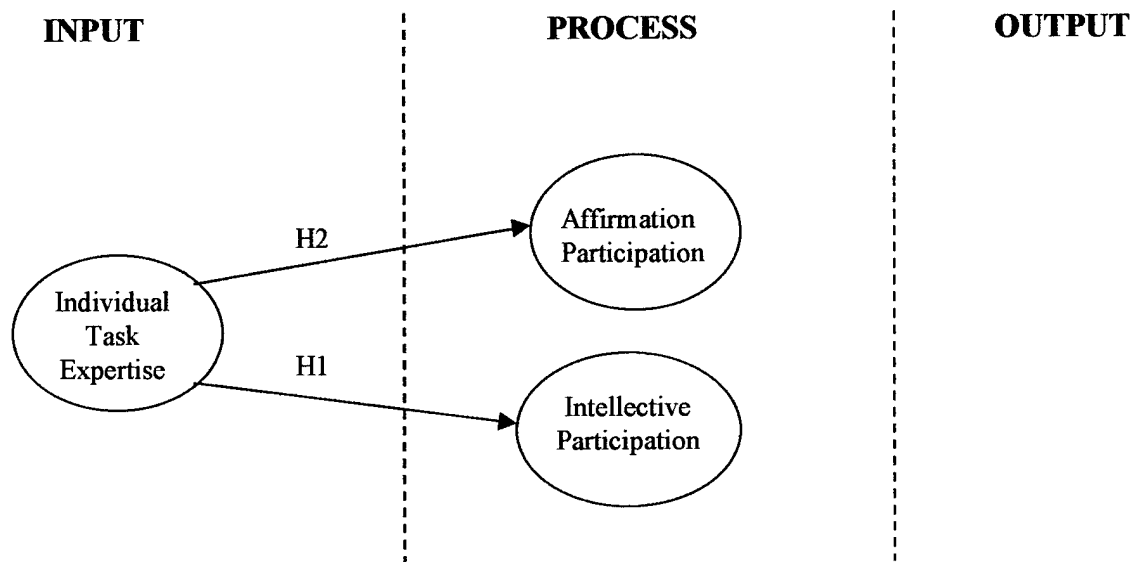 INPUT PROCESS OUTPUT
Affirmation
Participation
H2
Individual
Task
Expertise
H1
Intellective
Participation